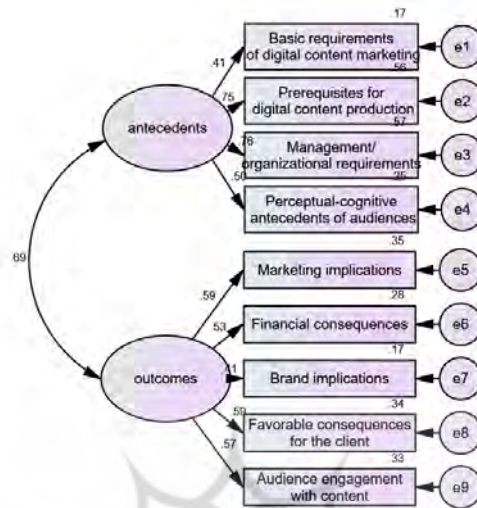 .17
Basic requirements
of digital content marketing
e1
.41
.56
Prerequisites for
digital content production
e2
.75
.57
antecedents
Management/
organizational requirements
e3
.76
.25
Perceptual-cognitive
antecedents of audiences
e4
.50
.35
69
Marketing implications
e5
.59
.28
Financial consequences
e6
.53
.17
outcomes
.41
Brand implications
e7
.34
.59
Favorable consequences
for the client
e8
.33
.57
Audience engagement
with content
e9